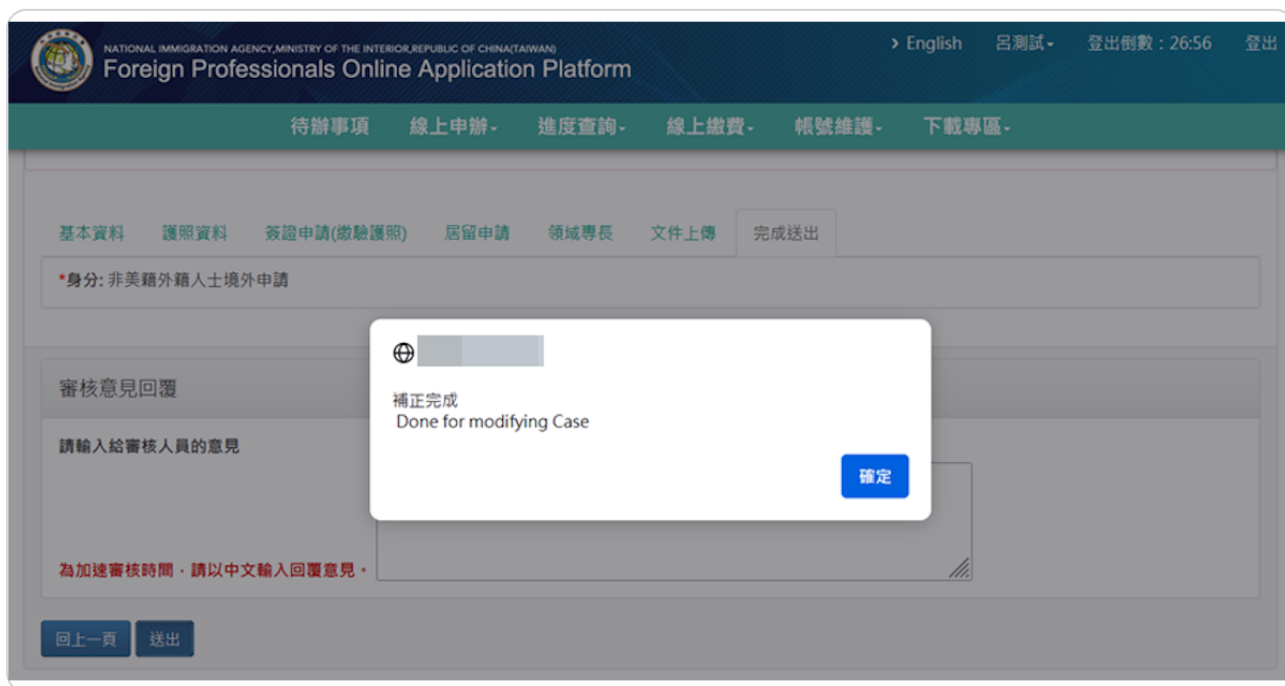 NATIONAL IMMIGRATION AGENCY,MINISTRY OF THE INTERIOR,REPUBLIC OF CHINA(TAIWAN)
Foreign Professionals Online Application Platform
> English 呂測試 登出倒數：26:56 登出
待辦事項 線上申辦 進度查詢 線上繳費 帳號維護 下載專區
基本資料 護照資料 簽證申請(繳驗護照) 居留申請 領域專長 文件上傳 完成送出
*身分: 非美籍外籍人士境外申請
補正完成
Done for modifying Case
確定
審核意見回覆
請輸入給審核人員的意見
為加速審核時間，請以中文輸入回覆意見。
回上一頁 送出